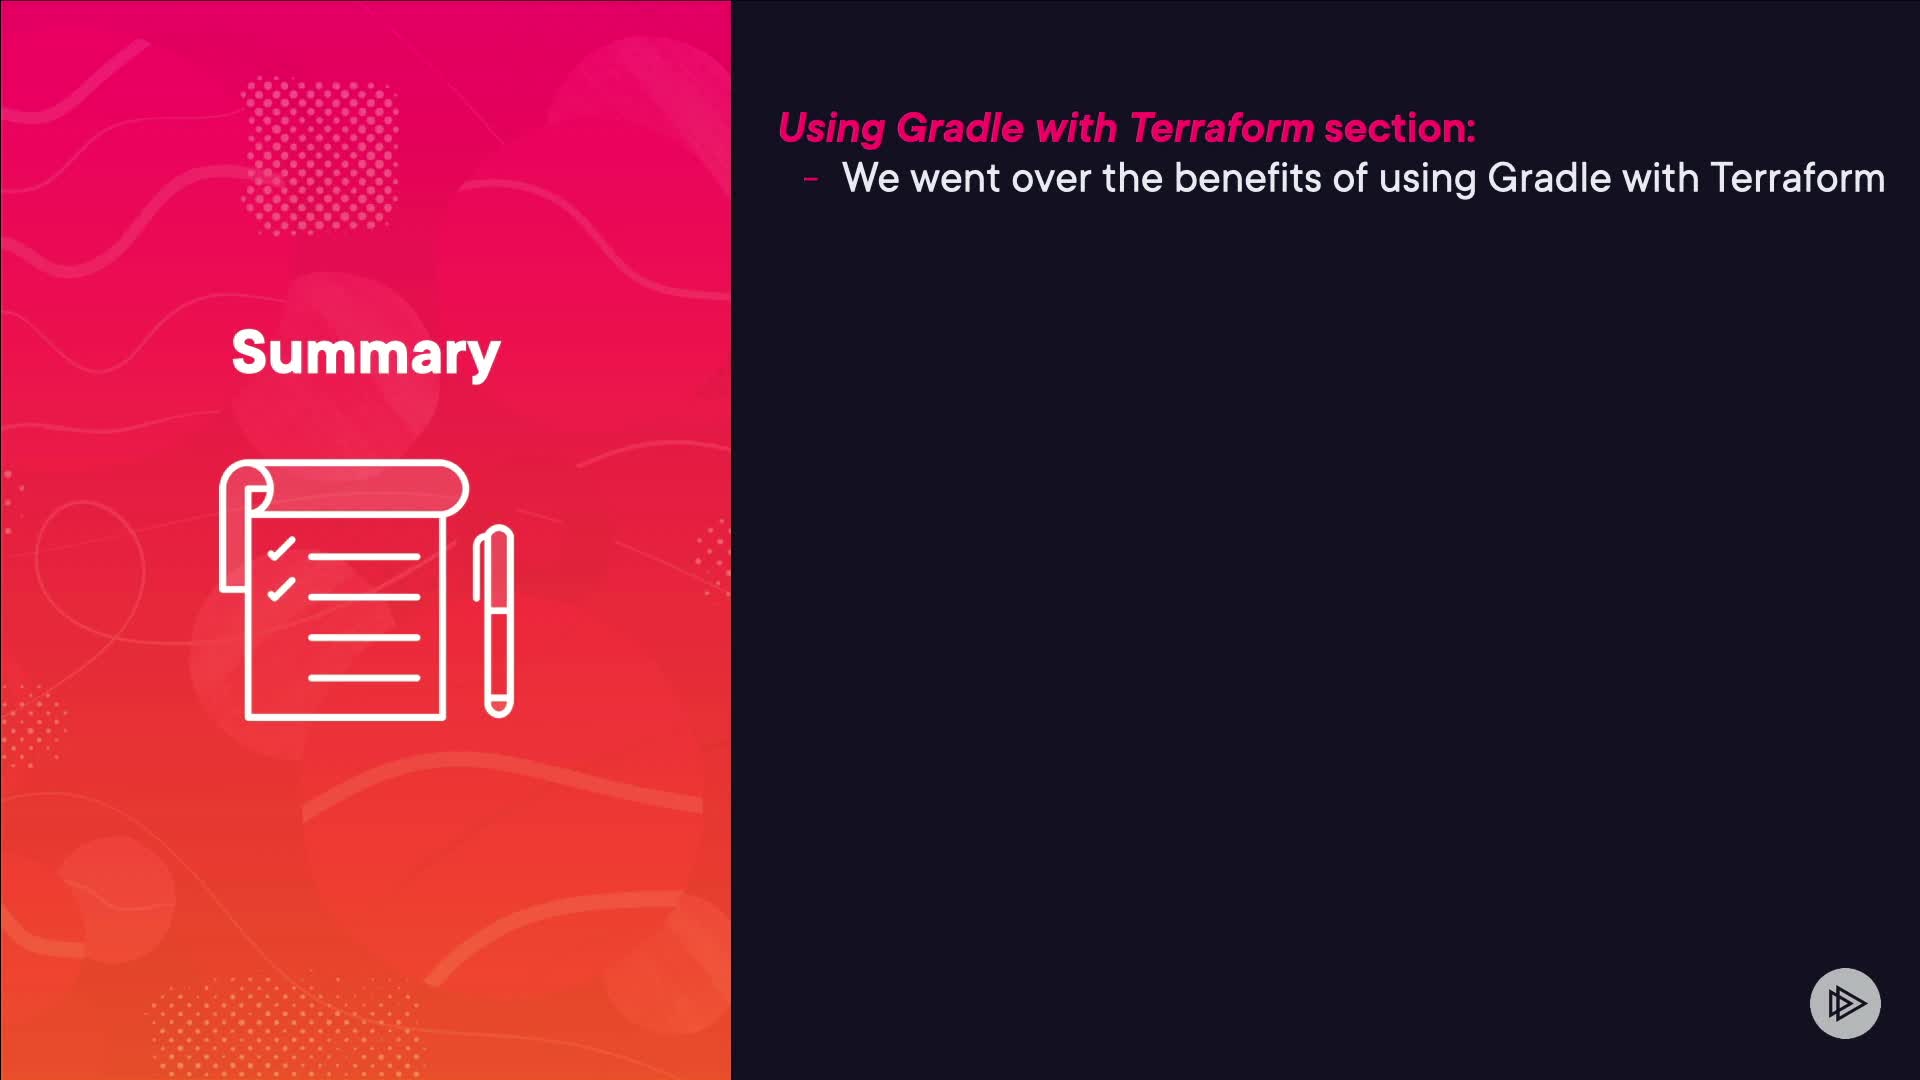 Summary
Using Gradle with Terraform section:
- We went over the benefits of using Gradle with Terraform